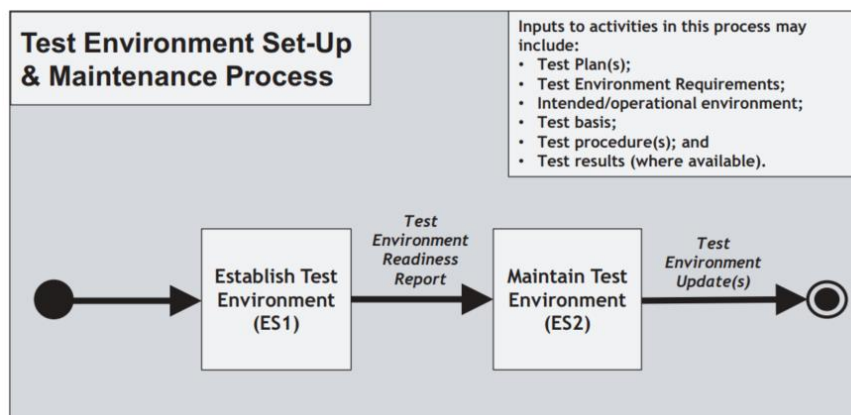 Test Environment Set-Up
& Maintenance Process
Inputs to activities in this process may
include:
• Test Plan(s);
• Test Environment Requirements;
• Intended/operational environment;
• Test basis;
• Test procedure(s); and
• Test results (where available).
Establish Test
Environment
(ES1)
Test
Environment
Readiness
Report
Maintain Test
Environment
(ES2)
Test
Environment
Update(s)